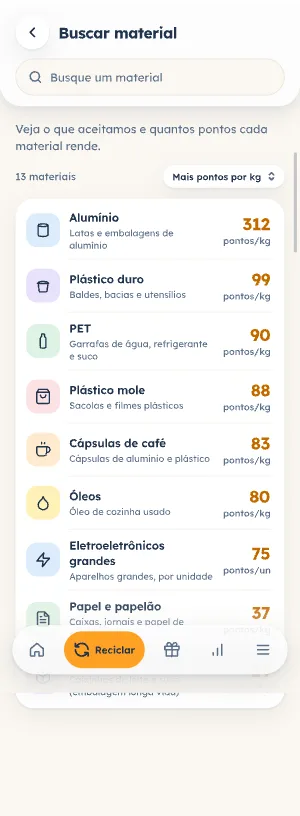 Buscar material
Busque um material
Veja o que aceitamos e quantos pontos cada
material rende.
13 materiais
Mais pontos por kg
Alumínio
Latas e embalagens de
alumínio
312
pontos/kg
Plástico duro
Baldes, bacias e utensílios
99
pontos/kg
PET
Garrafas de água, refrigerante
e suco
90
pontos/kg
Plástico mole
Sacolas e filmes plásticos
88
pontos/kg
Cápsulas de café
Cápsulas de alumínio e plástico
83
pontos/kg
Óleos
Óleo de cozinha usado
80
pontos/kg
Eletroeletrônicos
grandes
Aparelhos grandes, por unidade
75
pontos/un
Papel e papelão
Caixas, jornais e papel de
37
pontos/kg
Reciclar
(embalagem longa vida)